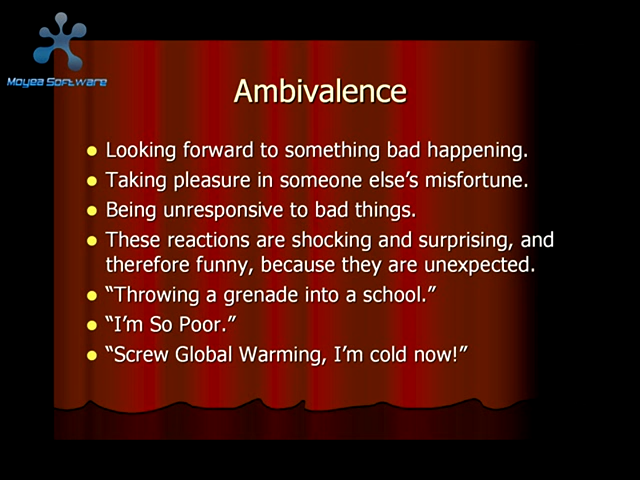 Moyea Software
Ambivalence
Looking forward to something bad happening.
Taking pleasure in someone else's misfortune.
Being unresponsive to bad things.
These reactions are shocking and surprising, and
therefore funny, because they are unexpected.
“Throwing a grenade into a school.”
“I'm So Poor.”
“Screw Global Warming, I'm cold now!”